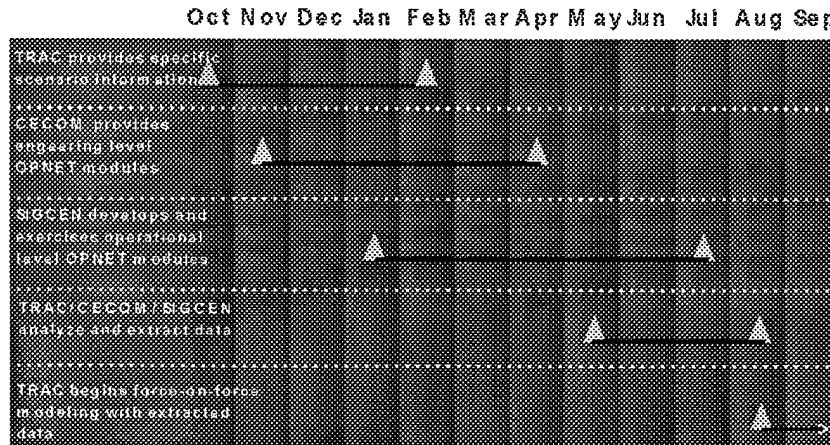 Oct Nov Dec Jan Feb Mar Apr May Jun Jul Aug Sep
TRAC provides specific
scenario information
CECOM provides
engeering level
OPNET modules
SIGCEN develops and
exercises operational
level OPNET modules
TRAC/CECOM/SIGCEN
analyze and extract data
TRAC begins force-on-force
modeling with extracted
data